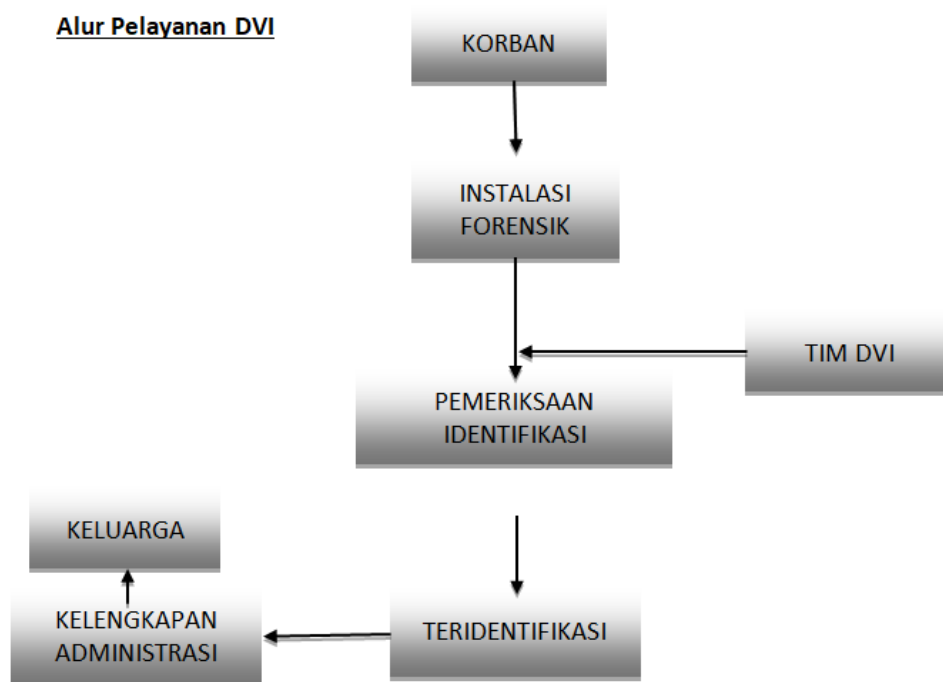 Alur Pelayanan DVI
KORBAN
INSTALASI
FORENSIK
TIM DVI
PEMERIKSAAN
IDENTIFIKASI
KELUARGA
KELENGKAPAN
ADMINISTRASI
TERIDENTIFIKASI